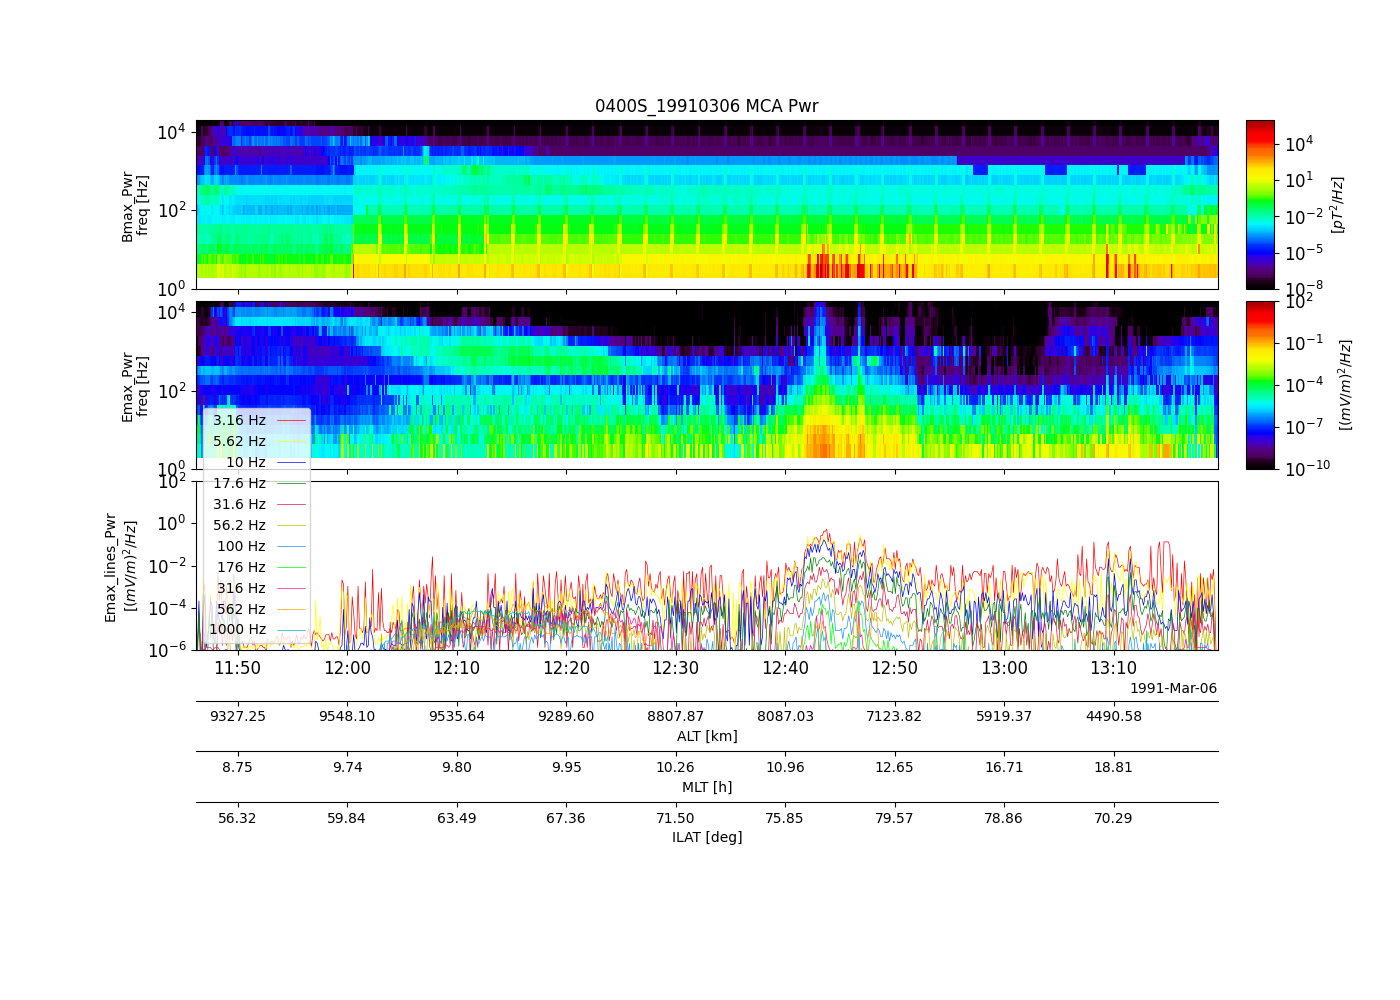 0400S_19910306 MCA Pwr
Bmax_Pwr
freq [Hz]
10^4
10^2
10^0
10^4
10^1
10^-2
10^-5
10^-8
[pT^2/Hz]
Emax_Pwr
freq [Hz]
10^4
10^2
10^0
10^2
10^-1
10^-4
10^-7
10^-10
[(mV/m)^2/Hz]
3.16 Hz
5.62 Hz
10 Hz
17.6 Hz
31.6 Hz
56.2 Hz
100 Hz
176 Hz
316 Hz
562 Hz
1000 Hz
Emax_lines_Pwr
[(mV/m)^2/Hz]
10^2
10^0
10^-2
10^-4
10^-6
11:50 12:00 12:10 12:20 12:30 12:40 12:50 13:00 13:10
1991-Mar-06
9327.25 9548.10 9535.64 9289.60 8807.87 8087.03 7123.82 5919.37 4490.58
ALT [km]
8.75 9.74 9.80 9.95 10.26 10.96 12.65 16.71 18.81
MLT [h]
56.32 59.84 63.49 67.36 71.50 75.85 79.57 78.86 70.29
ILAT [deg]